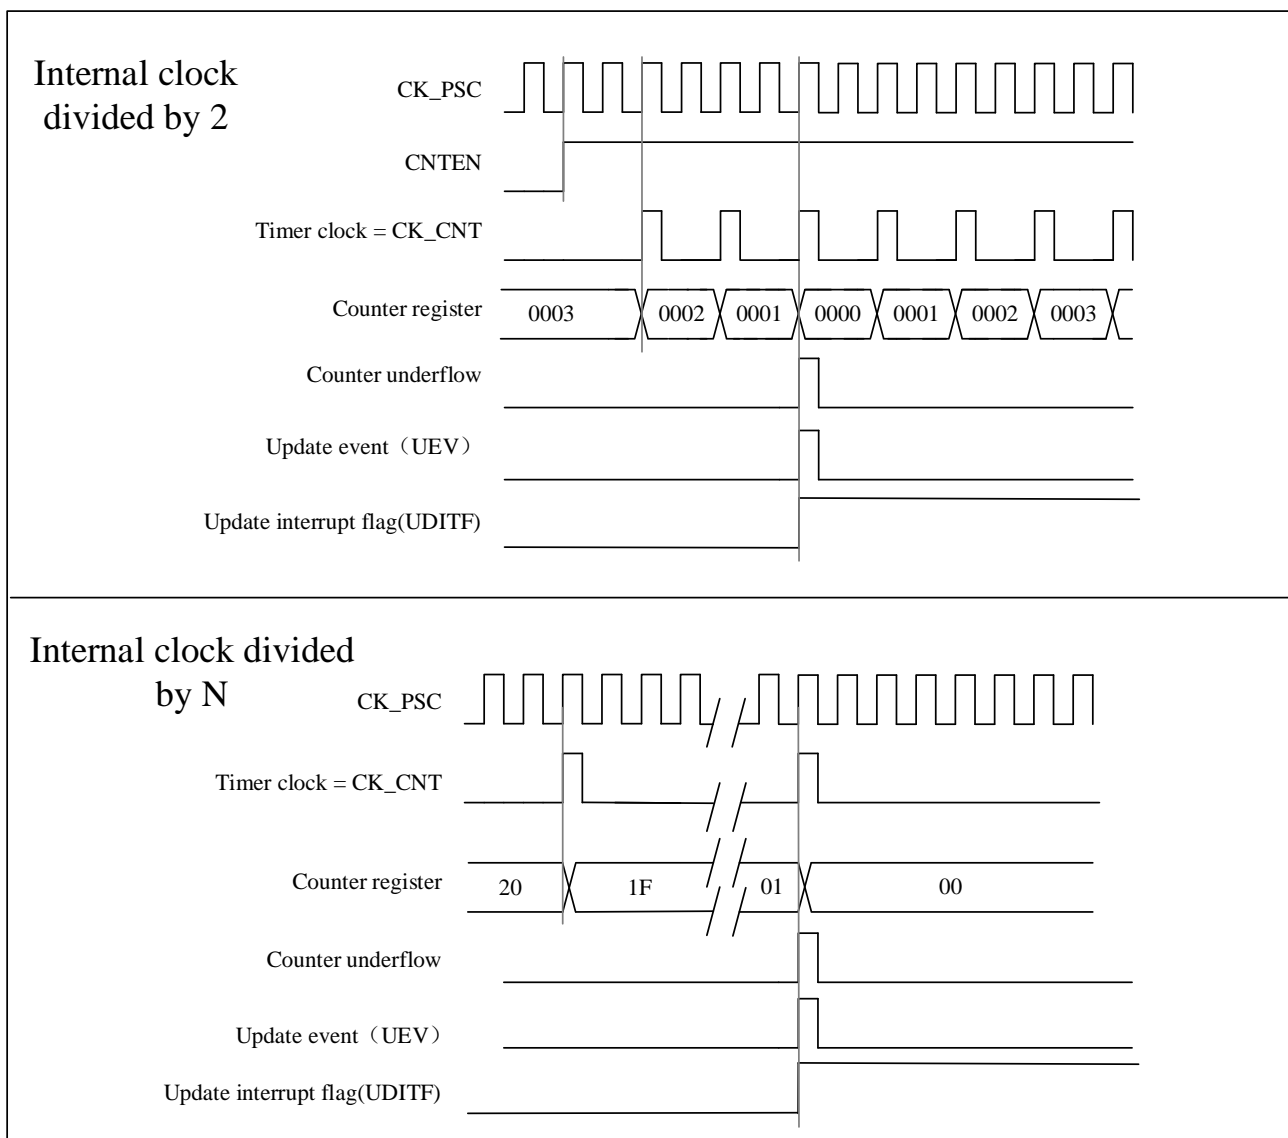 Internal clock
divided by 2
CK_PSC
CNTEN
Timer clock = CK_CNT
Counter register
0003 0002 0001 0000 0001 0002 0003
Counter underflow
Update event（UEV）
Update interrupt flag(UDITF)
Internal clock divided
by N
CK_PSC
Timer clock = CK_CNT
Counter register
20 1F 01 00
Counter underflow
Update event（UEV）
Update interrupt flag(UDITF)